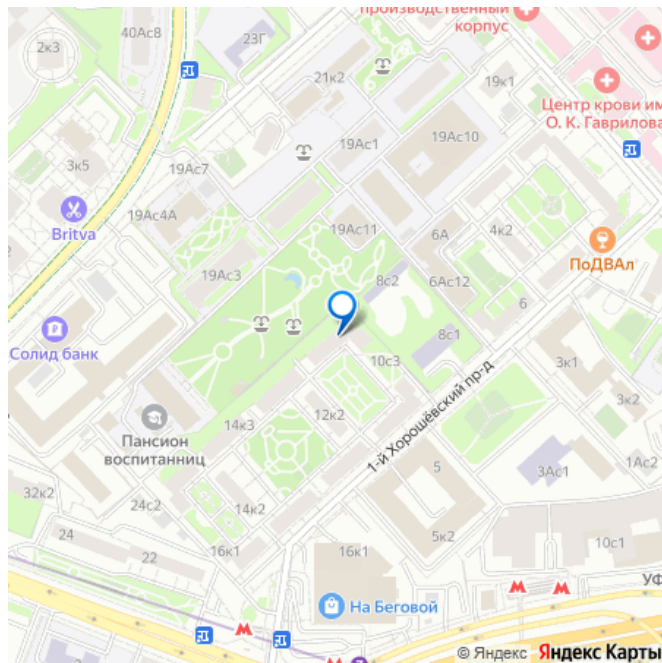 производственный
корпус
40Ас8
23Г
2к3
21к2
19к1
Центр крови им
О. К. Гаврилова
19Ас1
19Ас10
3к5
19Ас7
Britva
19Ас4А
19Ас11
6А
4к2
ПоДВАл
19Ас3
8с2
6Ас12
6
Солид банк
8с1
10с3
3к1
1-й Хорошёвский пр-д
3к2
12к2
14к3
Пансион
воспитанниц
5
3Ас1
1Ас2
32к2
24с2
14к2
5к2
24
22
16к1
16к1
10с1
УФ
На Беговой
© Яндекс Яндекс Карты